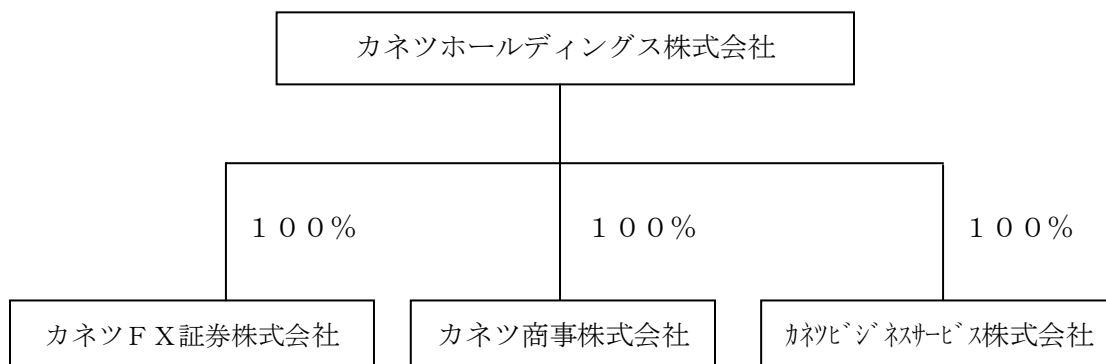 カネツホールディングス株式会社
１００％ １００％ １００％
カネツＦＸ証券株式会社 カネツ商事株式会社 ｶﾈﾂﾋﾞｼﾞﾈｽｻｰﾋﾞｽ株式会社